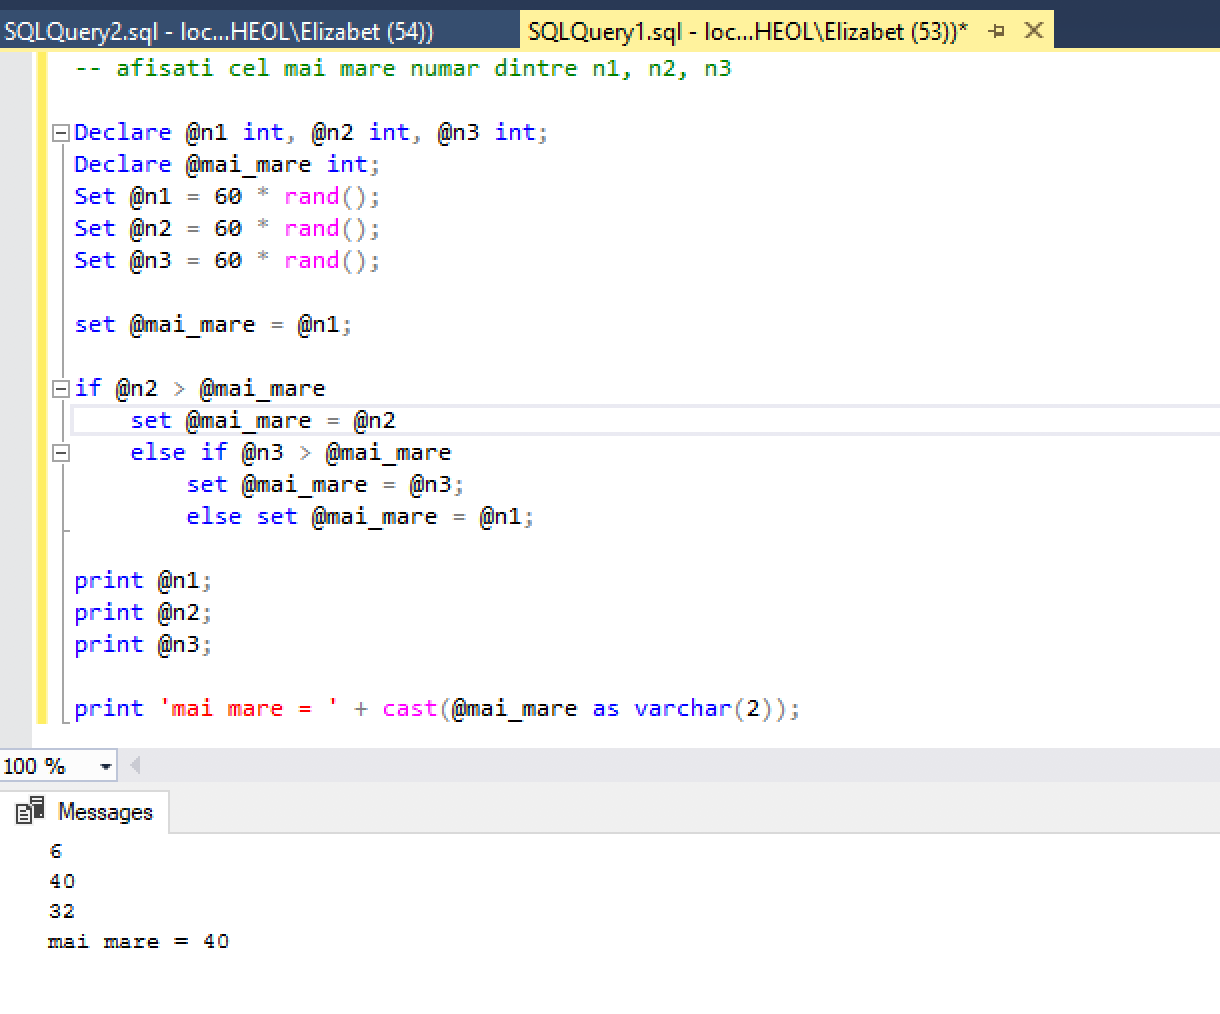 SQLQuery2.sql - loc...HEOL\Elizabet (54))
SQLQuery1.sql - loc...HEOL\Elizabet (53))*
-- afisati cel mai mare numar dintre n1, n2, n3
Declare @n1 int, @n2 int, @n3 int;
Declare @mai_mare int;
Set @n1 = 60 * rand();
Set @n2 = 60 * rand();
Set @n3 = 60 * rand();
set @mai_mare = @n1;
if @n2 > @mai_mare
set @mai_mare = @n2
else if @n3 > @mai_mare
set @mai_mare = @n3;
else set @mai_mare = @n1;
print @n1;
print @n2;
print @n3;
print 'mai mare = ' + cast(@mai_mare as varchar(2));
100 %
Messages
6
40
32
mai mare = 40